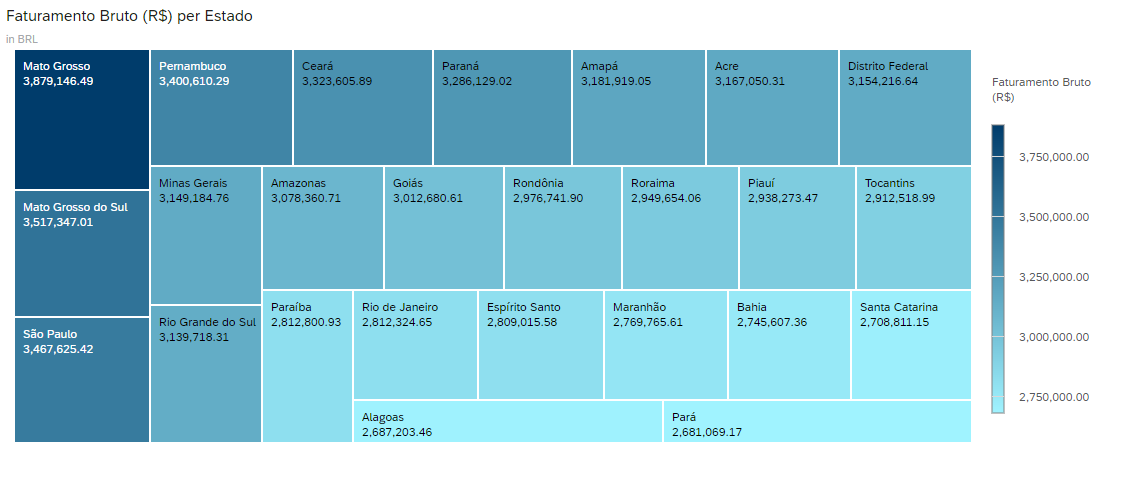 Faturamento Bruto (R$) per Estado
in BRL
Mato Grosso
3,879,146.49
Mato Grosso do Sul
3,517,347.01
São Paulo
3,467,625.42
Pernambuco
3,400,610.29
Ceará
3,323,605.89
Paraná
3,286,129.02
Amapá
3,181,919.05
Acre
3,167,050.31
Distrito Federal
3,154,216.64
Minas Gerais
3,149,184.76
Rio Grande do Sul
3,139,718.31
Amazonas
3,078,360.71
Goiás
3,012,680.61
Rondônia
2,976,741.90
Roraima
2,949,654.06
Piauí
2,938,273.47
Tocantins
2,912,518.99
Paraíba
2,812,800.93
Rio de Janeiro
2,812,324.65
Espírito Santo
2,809,015.58
Maranhão
2,769,765.61
Bahia
2,745,607.36
Santa Catarina
2,708,811.15
Alagoas
2,687,203.46
Pará
2,681,069.17
Faturamento Bruto
(R$)
3,750,000.00
3,500,000.00
3,250,000.00
3,000,000.00
2,750,000.00